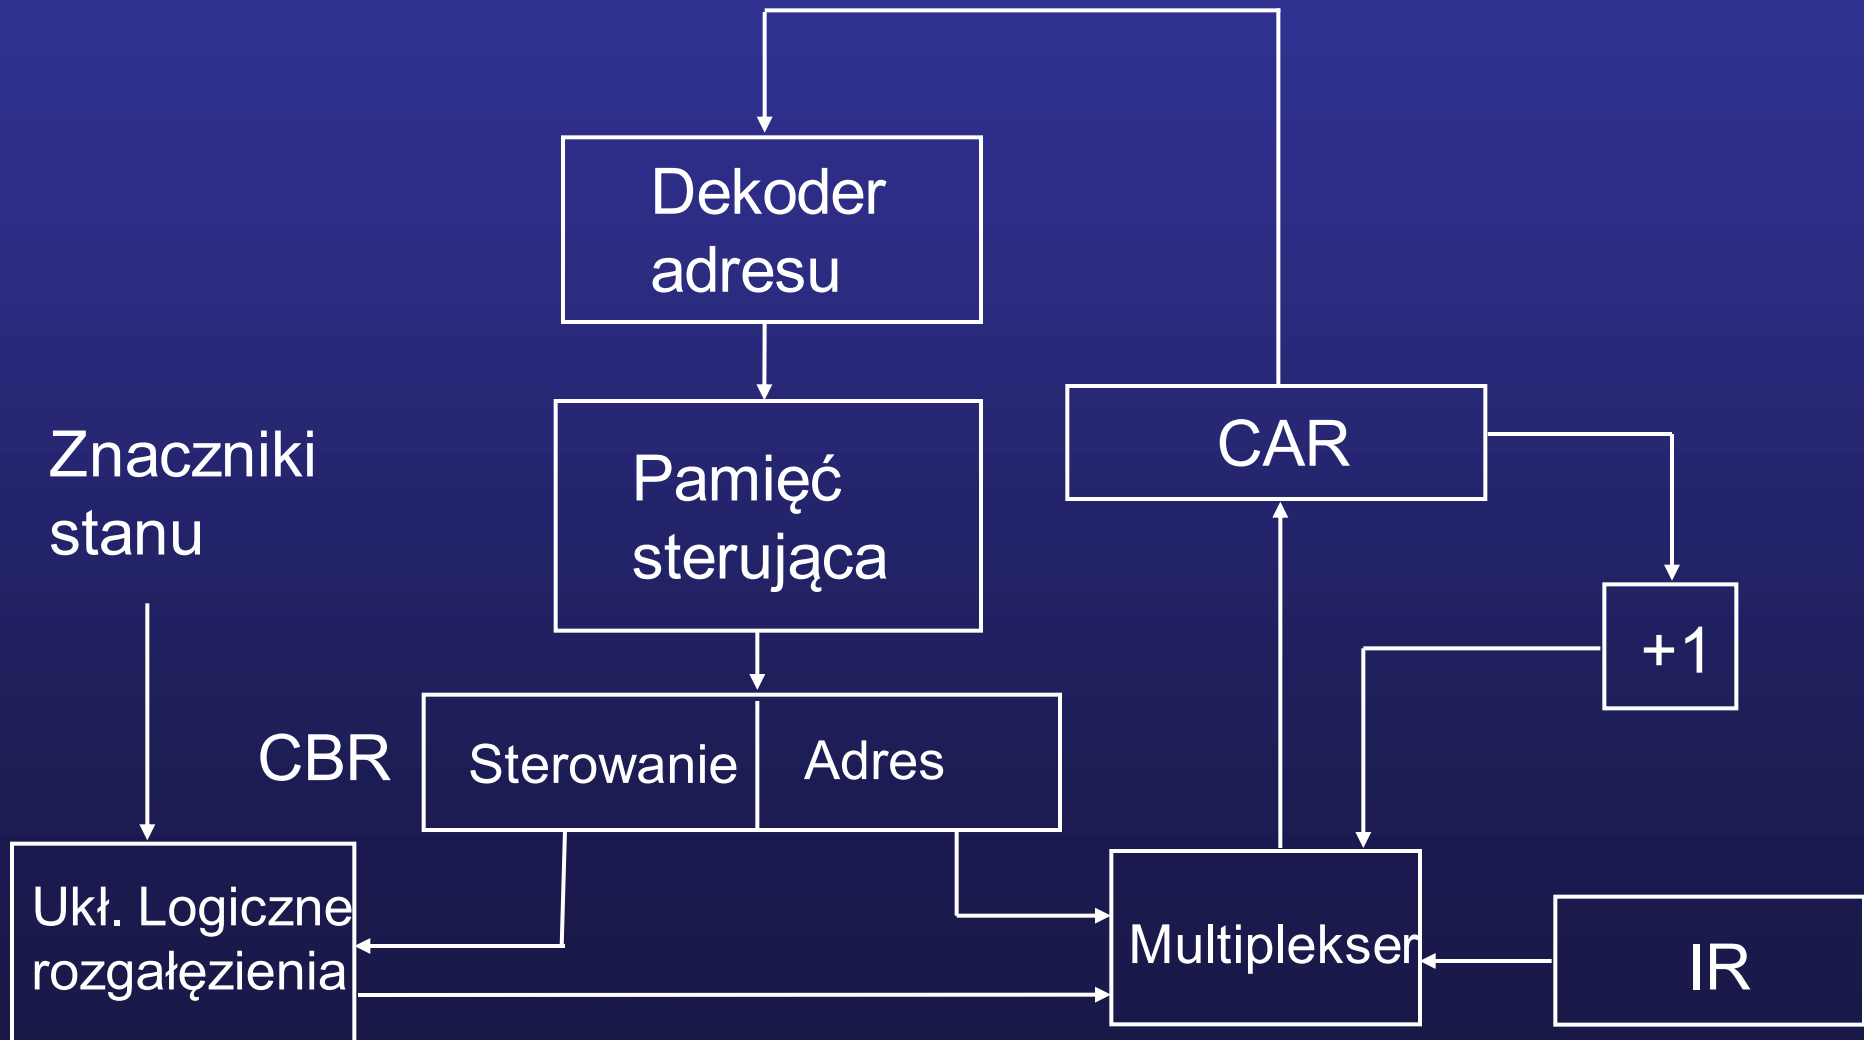 Dekoder
adresu
Znaczniki
stanu
Pamięć
sterująca
CAR
+1
CBR
Sterowanie
Adres
Ukł. Logiczne
rozgałęzienia
Multiplekser
IR